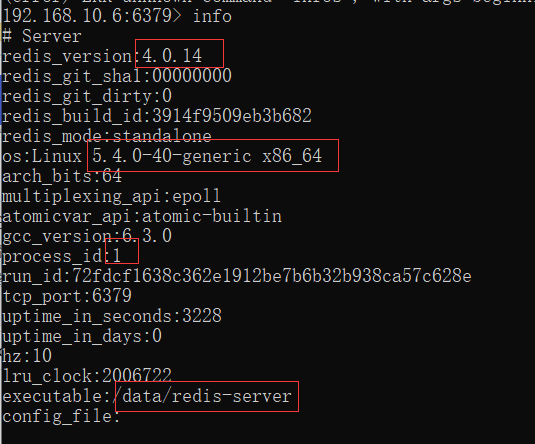 192.168.10.6:6379> info
# Server
redis_version:4.0.14
redis_git_sha1:00000000
redis_git_dirty:0
redis_build_id:3914f9509eb3b682
redis_mode:standalone
os:Linux 5.4.0-40-generic x86_64
arch_bits:64
multiplexing_api:epoll
atomicvar_api:atomic-builtin
gcc_version:6.3.0
process_id:1
run_id:72fdcf1638c362e1912be7b6b32b938ca57c628e
tcp_port:6379
uptime_in_seconds:3228
uptime_in_days:0
hz:10
lru_clock:2006722
executable:/data/redis-server
config_file: